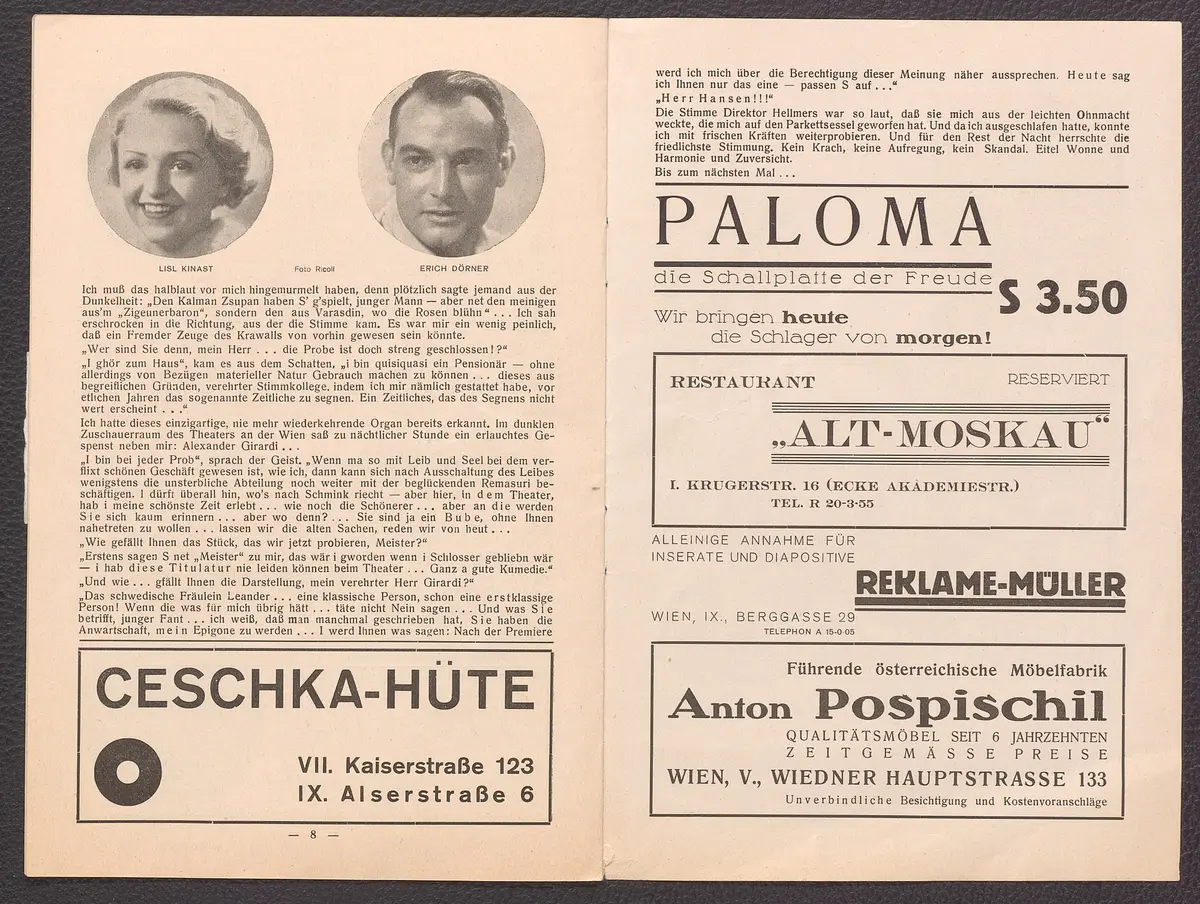 LISL KINAST
Foto Ricoll
ERICH DÖRNER
Ich muß das halblaut vor mich hingemurmelt haben, denn plötzlich sagte jemand aus der
Dunkelheit: „Den Kalman Zsupan haben S' g'spielt, junger Mann — aber net den meinigen
aus'm „Zigeunerbaron“, sondern den aus Varasdin, wo die Rosen blühn“ . . . Ich sah
erschrocken in die Richtung, aus der die Stimme kam. Es war mir ein wenig peinlich,
daß ein Fremder Zeuge des Krawalls von vorhin gewesen sein könnte.
„Wer sind Sie denn, mein Herr . . . die Probe ist doch streng geschlossen!?“
„I ghör zum Haus“, kam es aus dem Schatten, „i bin quisiquasi ein Pensionär — ohne
allerdings von Bezügen materieller Natur Gebrauch machen zu können . . . dieses aus
begreiflichen Gründen, verehrter Stimmkollege, indem ich mir nämlich gestattet habe, vor
etlichen Jahren das sogenannte Zeitliche zu segnen. Ein Zeitliches, das des Segnens nicht
wert erscheint . . .“
Ich hatte dieses einzigartige, nie mehr wiederkehrende Organ bereits erkannt. Im dunklen
Zuschauerraum des Theaters an der Wien saß zu nächtlicher Stunde ein erlauchtes Ge-
spenst neben mir: Alexander Girardi . . .
„I bin bei jeder Prob“, sprach der Geist. „Wenn ma so mit Leib und Seel bei dem ver-
flixt schönen Geschäft gewesen ist, wie ich, dann kann sich nach Ausschaltung des Leibes
wenigstens die unsterbliche Abteilung noch weiter mit der beglückenden Remasuri be-
schäftigen. I dürft überall hin, wo's nach Schmink riecht — aber hier, in dem Theater,
hab i meine schönste Zeit erlebt . . . wie noch die Schönerer . . . aber an die werden
Sie sich kaum erinnern . . . aber wo denn? . . . Sie sind ja ein Bube, ohne Ihnen
nahetreten zu wollen . . . lassen wir die alten Sachen, reden wir von heut . . .
„Wie gefällt Ihnen das Stück, das wir jetzt probieren, Meister?“
„Erstens sagen S net „Meister“ zu mir, das wär i gworden wenn i Schlosser gebliebn wär
— i hab diese Titulatur nie leiden können beim Theater . . . Ganz a gute Kumedie.“
„Und wie . . . gfällt Ihnen die Darstellung, mein verehrter Herr Girardi?“
„Das schwedische Fräulein Leander . . . eine klassische Person, schon eine erstklassige
Person! Wenn die was für mich übrig hätt . . . täte nicht Nein sagen . . . Und was Sie
betrifft, junger Fant . . . ich weiß, daß man manchmal geschrieben hat, Sie haben die
Anwartschaft, mein Epigone zu werden . . . I werd Ihnen was sagen: Nach der Premiere
CESCHKA-HÜTE
VII. Kaiserstraße 123
IX. Alserstraße 6
— 8 —
werd ich mich über die Berechtigung dieser Meinung näher aussprechen. Heute sag
ich Ihnen nur das eine — passen S auf . . .“
„Herr Hansen!!!“
Die Stimme Direktor Hellmers war so laut, daß sie mich aus der leichten Ohnmacht
weckte, die mich auf den Parkettsessel geworfen hat. Und da ich ausgeschlafen hatte, konnte
ich mit frischen Kräften weiterprobieren. Und für den Rest der Nacht herrschte die
friedlichste Stimmung. Kein Krach, keine Aufregung, kein Skandal. Eitel Wonne und
Harmonie und Zuversicht.
Bis zum nächsten Mal . . .
PALOMA
die Schallplatte der Freude
S 3.50
Wir bringen heute
die Schlager von morgen!
RESTAURANT
RESERVIERT
„ALT-MOSKAU“
I. KRUGERSTR. 16 (ECKE AKADEMIESTR.)
TEL. R 20-3-55
ALLEINIGE ANNAHME FÜR
INSERATE UND DIAPOSITIVE
REKLAME-MÜLLER
WIEN, IX., BERGGASSE 29
TELEPHON A 15-0-05
Führende österreichische Möbelfabrik
Anton Pospischil
QUALITÄTSMÖBEL SEIT 6 JAHRZEHNTEN
ZEITGEMÄSSE PREISE
WIEN, V., WIEDNER HAUPTSTRASSE 133
Unverbindliche Besichtigung und Kostenvoranschläge